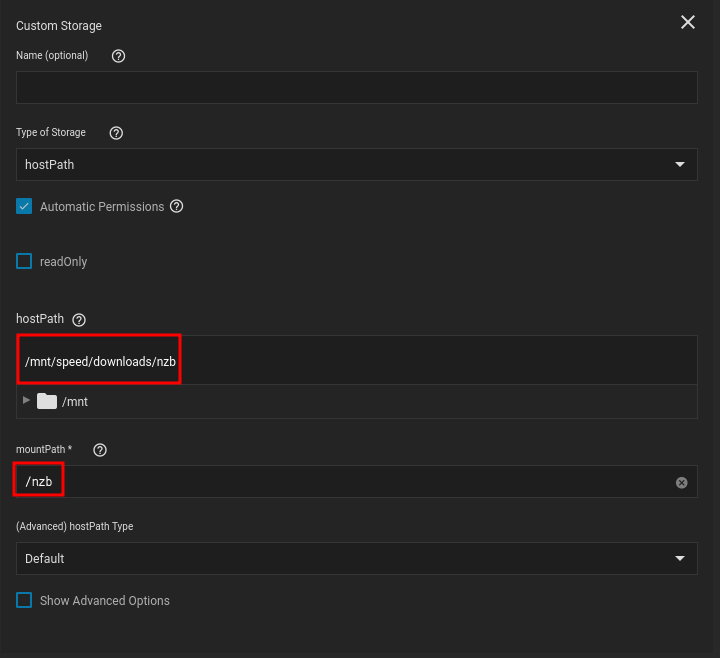 Custom Storage
Name (optional)
Type of Storage
hostPath
Automatic Permissions
readOnly
hostPath
/mnt/speed/downloads/nzb
/mnt
mountPath *
/nzb
(Advanced) hostPath Type
Default
Show Advanced Options